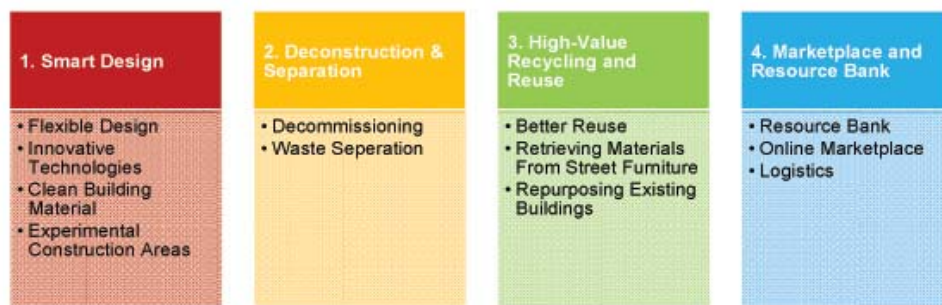 1. Smart Design
• Flexible Design
• Innovative
Technologies
• Clean Building
Material
• Experimental
Construction Areas
2. Deconstruction &
Separation
• Decommissioning
• Waste Seperation
3. High-Value
Recycling and
Reuse
• Better Reuse
• Retrieving Materials
From Street Furniture
• Repurposing Existing
Buildings
4. Marketplace and
Resource Bank
• Resource Bank
• Online Marketplace
• Logistics